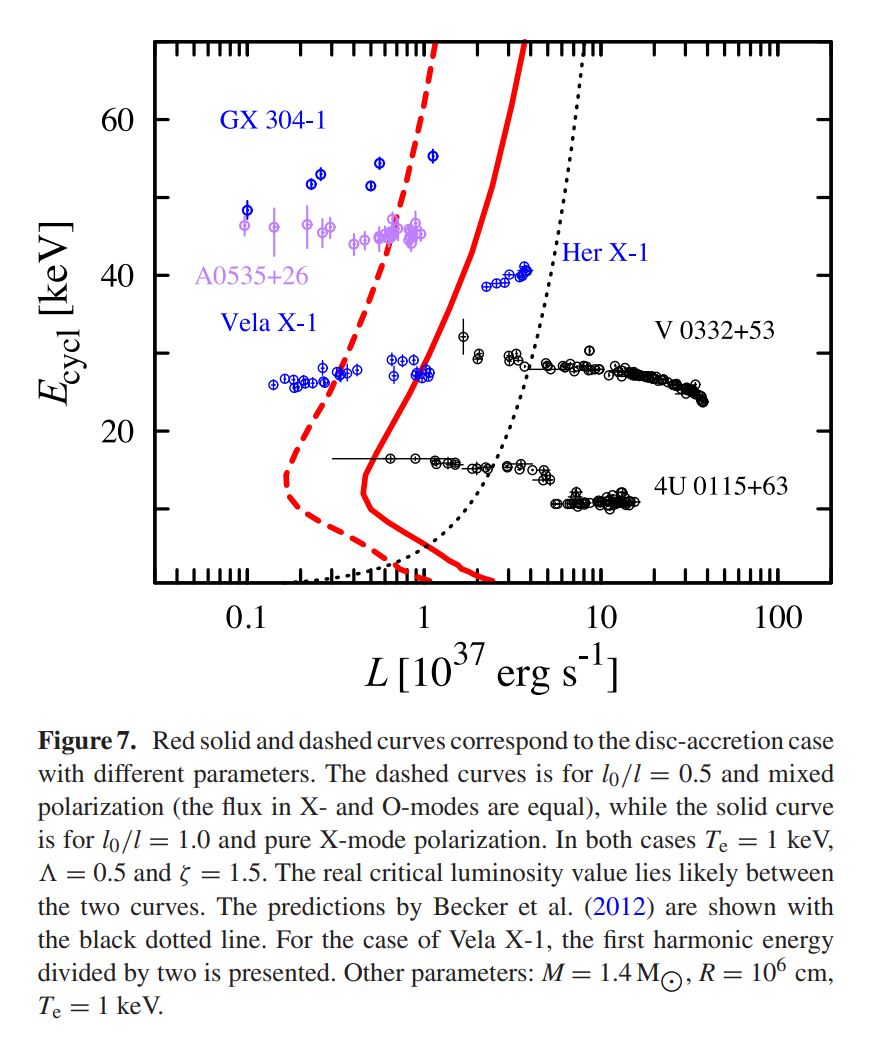 GX 304-1
60
Her X-1
A0535+26
40
Vela X-1
V 0332+53
E_cycl [keV]
20
4U 0115+63
0.1 1 10 100
L [10^37 erg s^-1]
Figure 7. Red solid and dashed curves correspond to the disc-accretion case
with different parameters. The dashed curves is for l_0/l = 0.5 and mixed
polarization (the flux in X- and O-modes are equal), while the solid curve
is for l_0/l = 1.0 and pure X-mode polarization. In both cases T_e = 1 keV,
Λ = 0.5 and ζ = 1.5. The real critical luminosity value lies likely between
the two curves. The predictions by Becker et al. (2012) are shown with
the black dotted line. For the case of Vela X-1, the first harmonic energy
divided by two is presented. Other parameters: M = 1.4 M_⊙, R = 10^6 cm,
T_e = 1 keV.